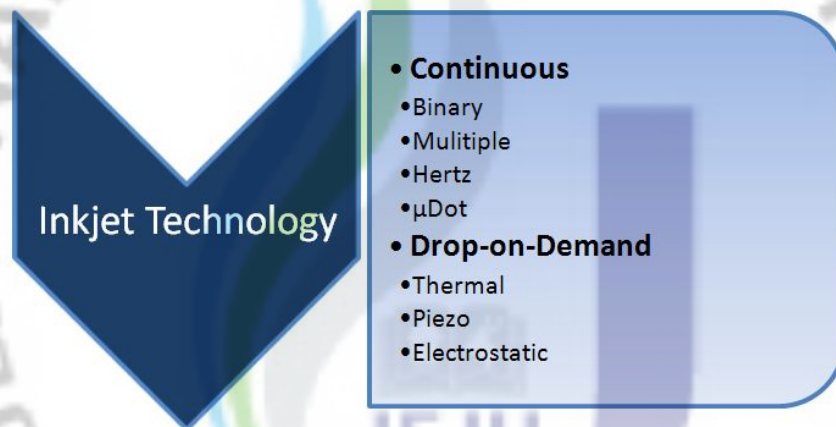 Inkjet Technology
• Continuous
•Binary
•Mulitiple
•Hertz
•µDot
• Drop-on-Demand
•Thermal
•Piezo
•Electrostatic